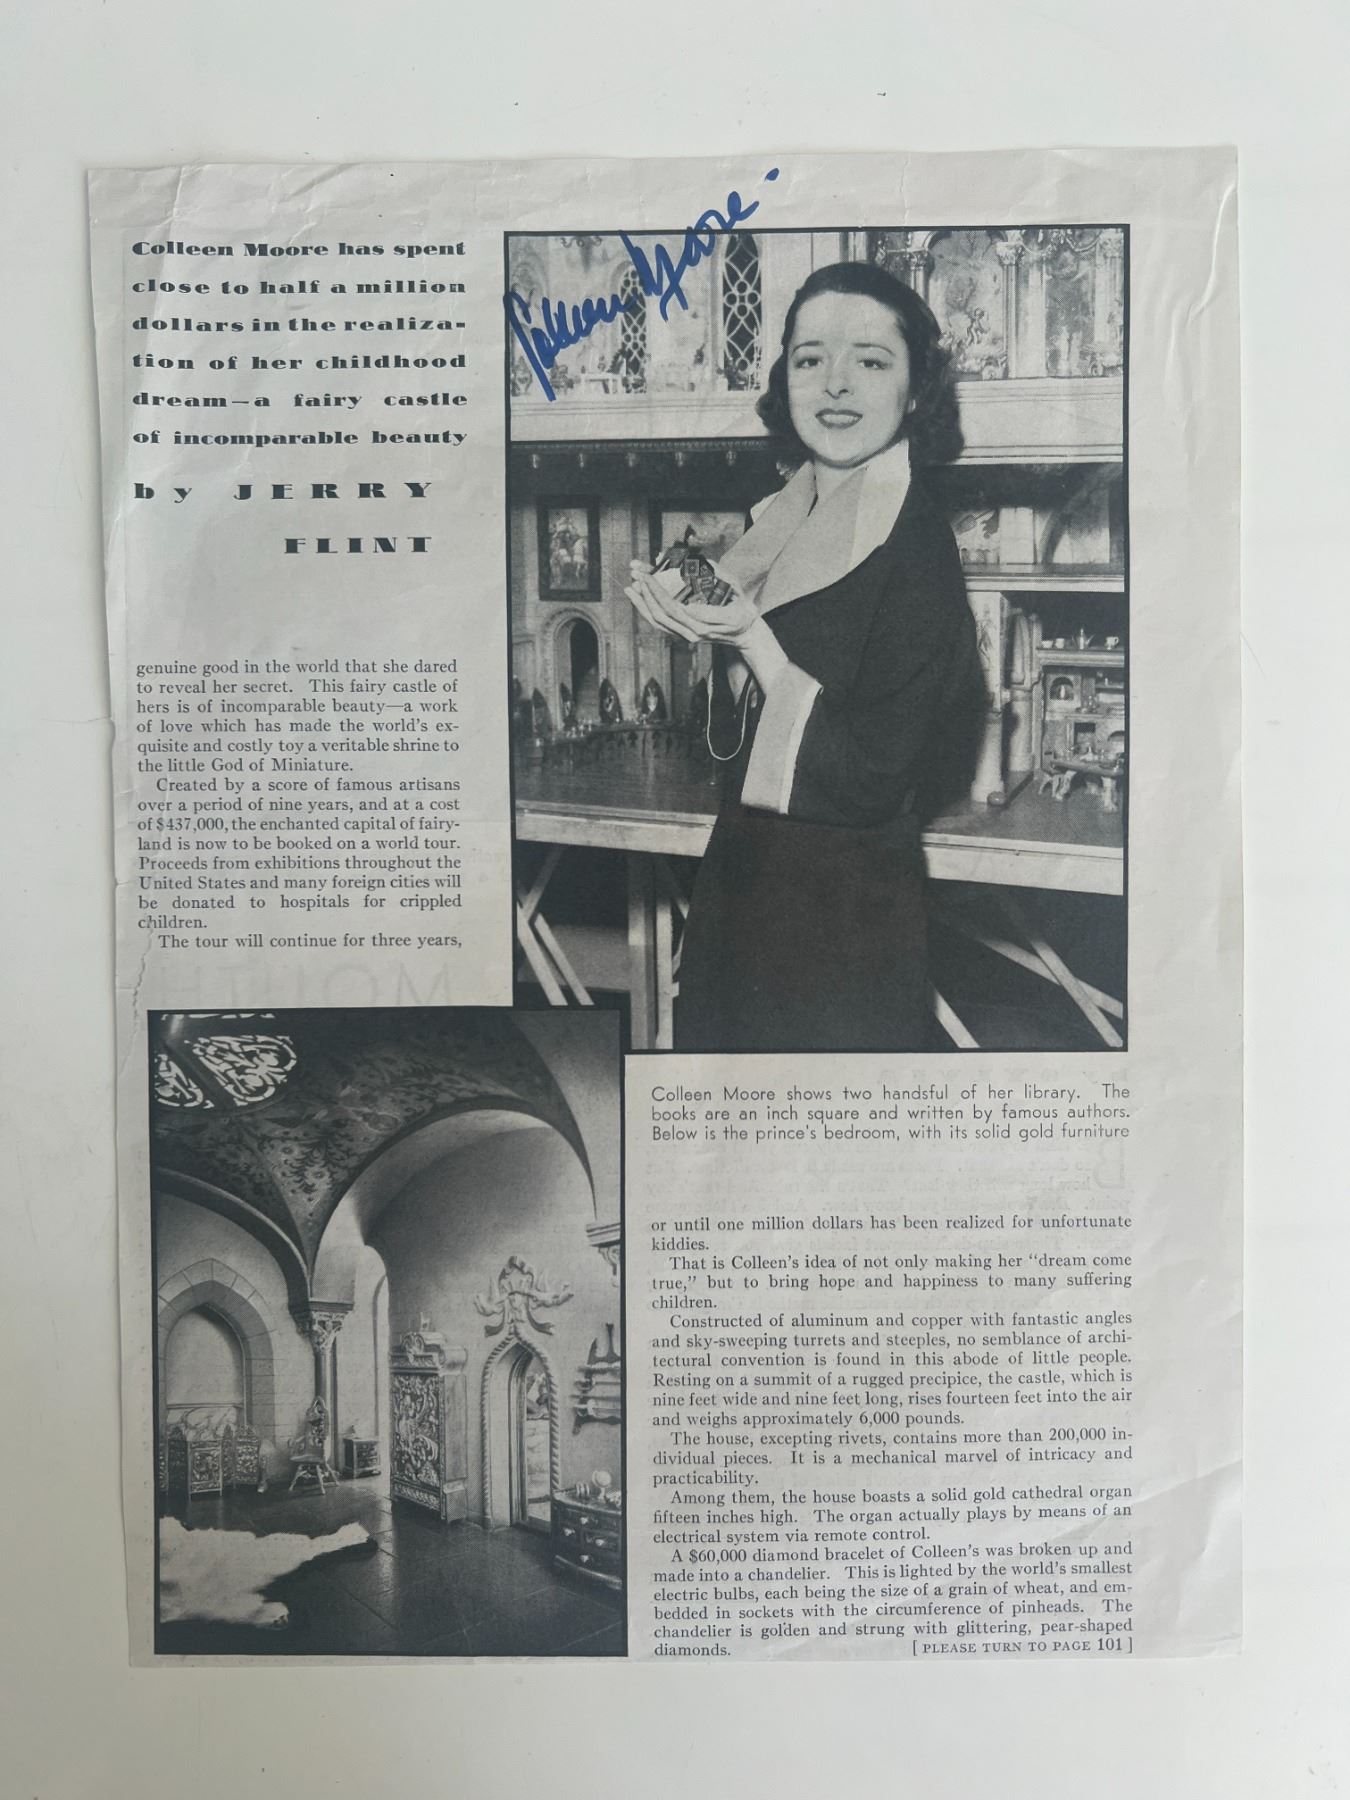 Colleen Moore
Colleen Moore has spent
close to half a million
dollars in the realiza-
tion of her childhood
dream—a fairy castle
of incomparable beauty
by JERRY
FLINT
genuine good in the world that she dared
to reveal her secret. This fairy castle of
hers is of incomparable beauty—a work
of love which has made the world's ex-
quisite and costly toy a veritable shrine to
the little God of Miniature.
Created by a score of famous artisans
over a period of nine years, and at a cost
of $437,000, the enchanted capital of fairy-
land is now to be booked on a world tour.
Proceeds from exhibitions throughout the
United States and many foreign cities will
be donated to hospitals for crippled
children.
The tour will continue for three years,
Colleen Moore shows two handsful of her library. The
books are an inch square and written by famous authors.
Below is the prince's bedroom, with its solid gold furniture
or until one million dollars has been realized for unfortunate
kiddies.
That is Colleen's idea of not only making her "dream come
true," but to bring hope and happiness to many suffering
children.
Constructed of aluminum and copper with fantastic angles
and sky-sweeping turrets and steeples, no semblance of archi-
tectural convention is found in this abode of little people.
Resting on a summit of a rugged precipice, the castle, which is
nine feet wide and nine feet long, rises fourteen feet into the air
and weighs approximately 6,000 pounds.
The house, excepting rivets, contains more than 200,000 in-
dividual pieces. It is a mechanical marvel of intricacy and
practicability.
Among them, the house boasts a solid gold cathedral organ
fifteen inches high. The organ actually plays by means of an
electrical system via remote control.
A $60,000 diamond bracelet of Colleen's was broken up and
made into a chandelier. This is lighted by the world's smallest
electric bulbs, each being the size of a grain of wheat, and em-
bedded in sockets with the circumference of pinheads. The
chandelier is golden and strung with glittering, pear-shaped
diamonds. [ PLEASE TURN TO PAGE 101 ]